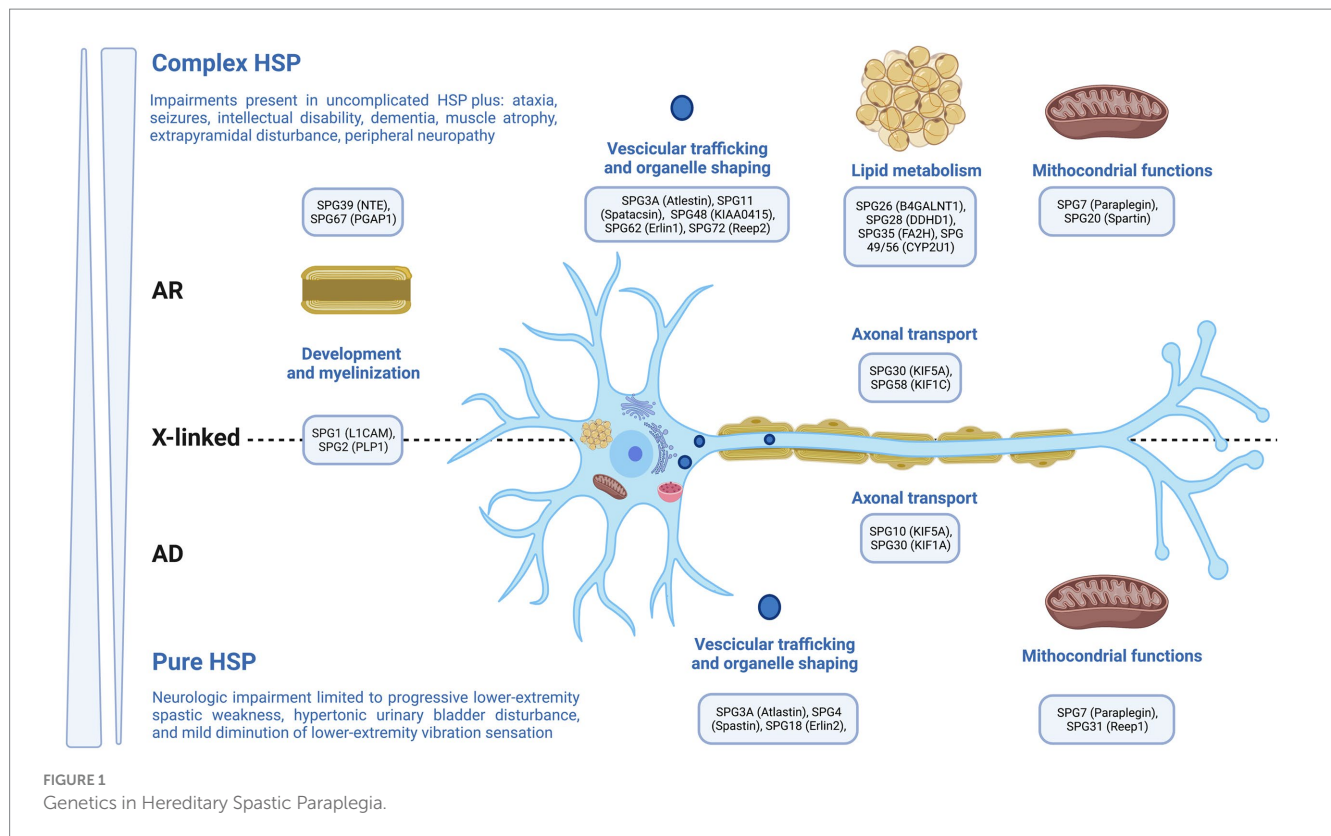 Complex HSP
Impairments present in uncomplicated HSP plus: ataxia,
seizures, intellectual disability, dementia, muscle atrophy,
extrapyramidal disturbance, peripheral neuropathy
Vescicular trafficking
and organelle shaping
SPG3A (Atlestin), SPG11
(Spatacsin), SPG48 (KIAA0415),
SPG62 (Erlin1), SPG72 (Reep2)
Lipid metabolism
SPG26 (B4GALNT1),
SPG28 (DDHD1),
SPG35 (FA2H), SPG
49/56 (CYP2U1)
Mithocondrial functions
SPG7 (Paraplegin),
SPG20 (Spartin)
SPG39 (NTE),
SPG67 (PGAP1)
AR
Development
and myelinization
Axonal transport
SPG30 (KIF5A),
SPG58 (KIF1C)
X-linked
SPG1 (L1CAM),
SPG2 (PLP1)
Axonal transport
SPG10 (KIF5A),
SPG30 (KIF1A)
AD
Vescicular trafficking
and organelle shaping
SPG3A (Atlastin), SPG4
(Spastin), SPG18 (Erlin2),
Mithocondrial functions
SPG7 (Paraplegin),
SPG31 (Reep1)
Pure HSP
Neurologic impairment limited to progressive lower-extremity
spastic weakness, hypertonic urinary bladder disturbance,
and mild diminution of lower-extremity vibration sensation
FIGURE 1
Genetics in Hereditary Spastic Paraplegia.